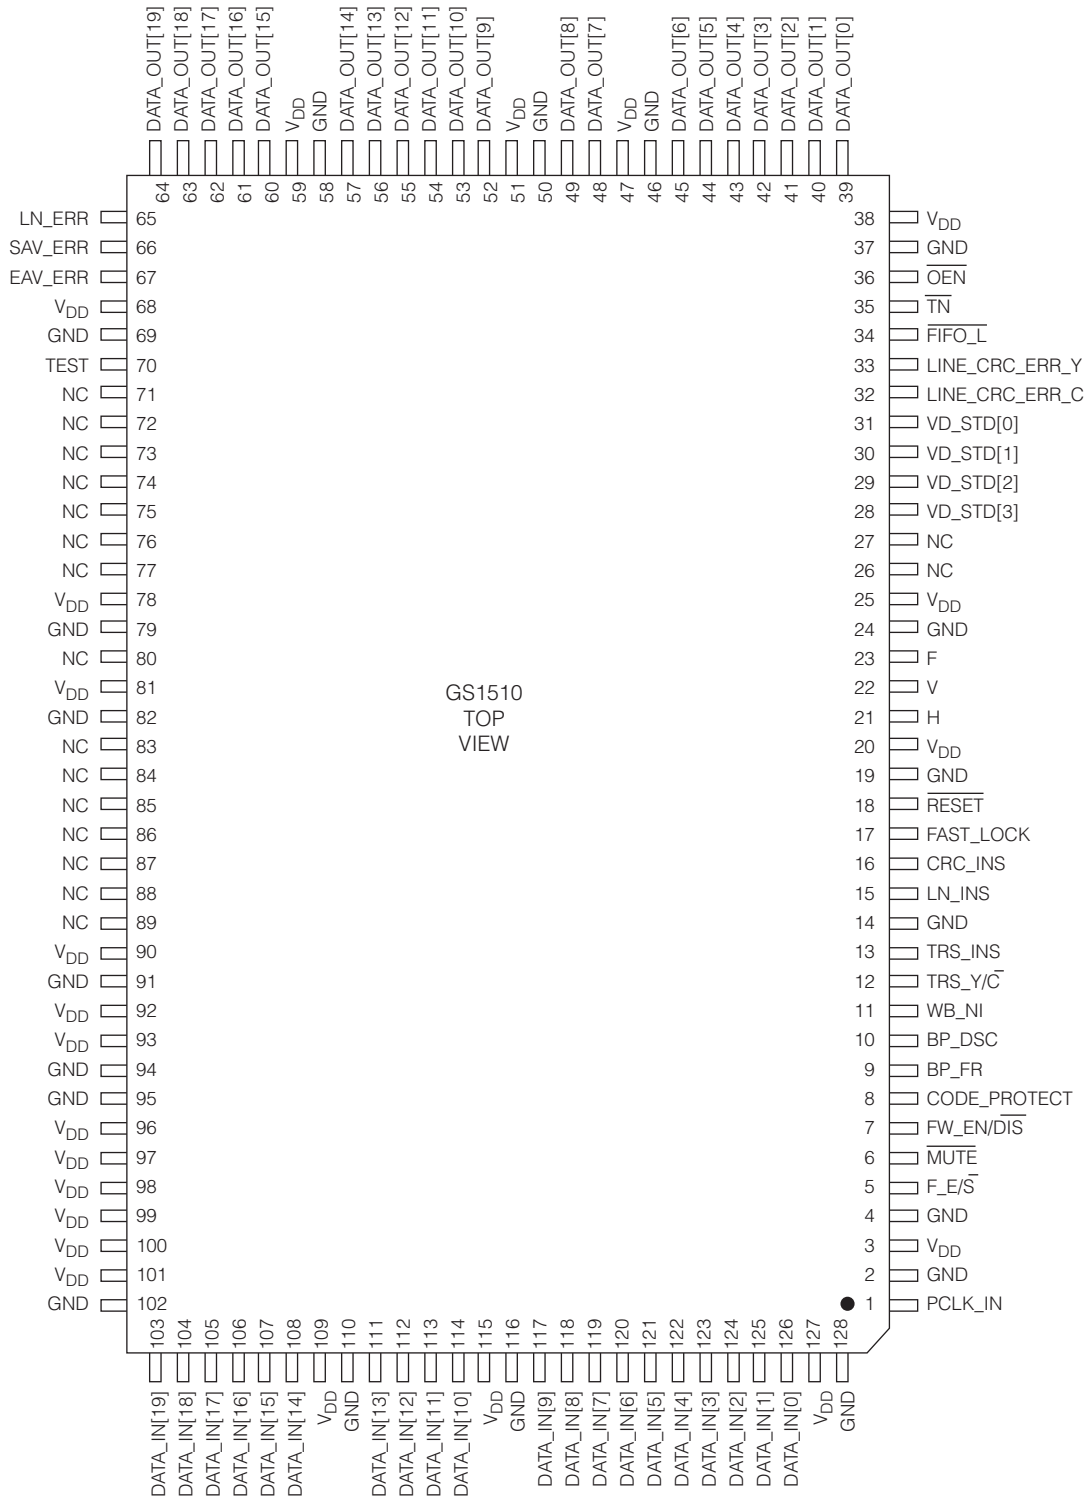 DATA_OUT[19]
DATA_OUT[18]
DATA_OUT[17]
DATA_OUT[16]
DATA_OUT[15]
VDD
GND
DATA_OUT[14]
DATA_OUT[13]
DATA_OUT[12]
DATA_OUT[11]
DATA_OUT[10]
DATA_OUT[9]
VDD
GND
DATA_OUT[8]
DATA_OUT[7]
VDD
GND
DATA_OUT[6]
DATA_OUT[5]
DATA_OUT[4]
DATA_OUT[3]
DATA_OUT[2]
DATA_OUT[1]
DATA_OUT[0]
64
63
62
61
60
59
58
57
56
55
54
53
52
51
50
49
48
47
46
45
44
43
42
41
40
39
LN_ERR 65
SAV_ERR 66
EAV_ERR 67
VDD 68
GND 69
TEST 70
NC 71
NC 72
NC 73
NC 74
NC 75
NC 76
NC 77
VDD 78
GND 79
NC 80
VDD 81
GND 82
NC 83
NC 84
NC 85
NC 86
NC 87
NC 88
NC 89
VDD 90
GND 91
VDD 92
VDD 93
GND 94
GND 95
VDD 96
VDD 97
VDD 98
VDD 99
VDD 100
VDD 101
GND 102
GS1510
TOP
VIEW
38 VDD
37 GND
36 O̅E̅N̅
35 T̅N̅
34 F̅I̅F̅O̅_̅L̅
33 LINE_CRC_ERR_Y
32 LINE_CRC_ERR_C
31 VD_STD[0]
30 VD_STD[1]
29 VD_STD[2]
28 VD_STD[3]
27 NC
26 NC
25 VDD
24 GND
23 F
22 V
21 H
20 VDD
19 GND
18 R̅E̅S̅E̅T̅
17 FAST_LOCK
16 CRC_INS
15 LN_INS
14 GND
13 TRS_INS
12 TRS_Y/C̅
11 WB_NI
10 BP_DSC
9 BP_FR
8 CODE_PROTECT
7 FW_EN/D̅I̅S̅
6 M̅U̅T̅E̅
5 F_E/S̅
4 GND
3 VDD
2 GND
1 PCLK_IN
103
104
105
106
107
108
109
110
111
112
113
114
115
116
117
118
119
120
121
122
123
124
125
126
127
128
DATA_IN[19]
DATA_IN[18]
DATA_IN[17]
DATA_IN[16]
DATA_IN[15]
DATA_IN[14]
VDD
GND
DATA_IN[13]
DATA_IN[12]
DATA_IN[11]
DATA_IN[10]
VDD
GND
DATA_IN[9]
DATA_IN[8]
DATA_IN[7]
DATA_IN[6]
DATA_IN[5]
DATA_IN[4]
DATA_IN[3]
DATA_IN[2]
DATA_IN[1]
DATA_IN[0]
VDD
GND